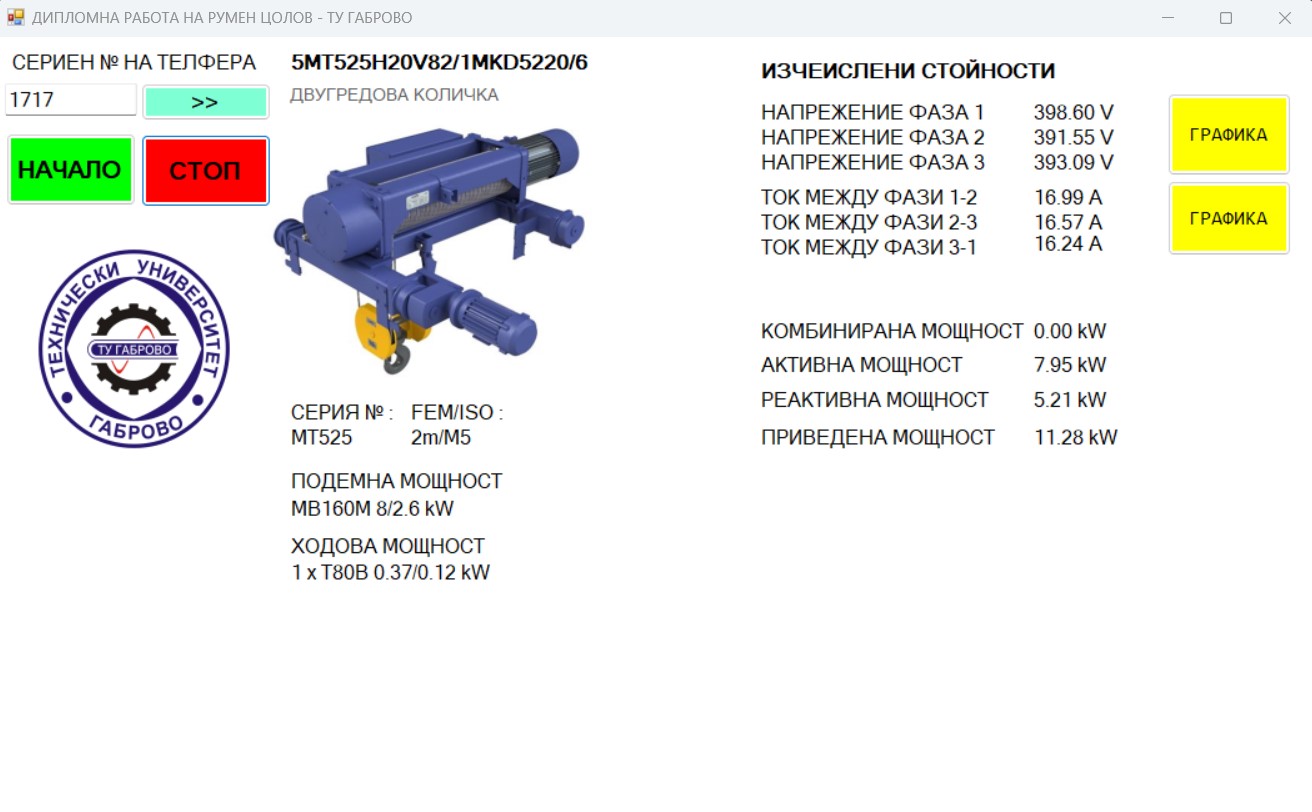 ДИПЛОМНА РАБОТА НА РУМЕН ЦОЛОВ - ТУ ГАБРОВО
СЕРИЕН № НА ТЕЛФЕРА
1717
>>
НАЧАЛО
СТОП
ТЕХНИЧЕСКИ УНИВЕРСИТЕТ
ТУ ГАБРОВО
ГАБРОВО
5MT525H20V82/1MKD5220/6
ДВУГРЕДОВА КОЛИЧКА
СЕРИЯ № : FEM/ISO :
MT525 2m/M5
ПОДЕМНА МОЩНОСТ
MB160M 8/2.6 kW
ХОДОВА МОЩНОСТ
1 x T80B 0.37/0.12 kW
ИЗЧЕИСЛЕНИ СТОЙНОСТИ
НАПРЕЖЕНИЕ ФАЗА 1 398.60 V
НАПРЕЖЕНИЕ ФАЗА 2 391.55 V
НАПРЕЖЕНИЕ ФАЗА 3 393.09 V
ГРАФИКА
ТОК МЕЖДУ ФАЗИ 1-2 16.99 A
ТОК МЕЖДУ ФАЗИ 2-3 16.57 A
ТОК МЕЖДУ ФАЗИ 3-1 16.24 A
ГРАФИКА
КОМБИНИРАНА МОЩНОСТ 0.00 kW
АКТИВНА МОЩНОСТ 7.95 kW
РЕАКТИВНА МОЩНОСТ 5.21 kW
ПРИВЕДЕНА МОЩНОСТ 11.28 kW